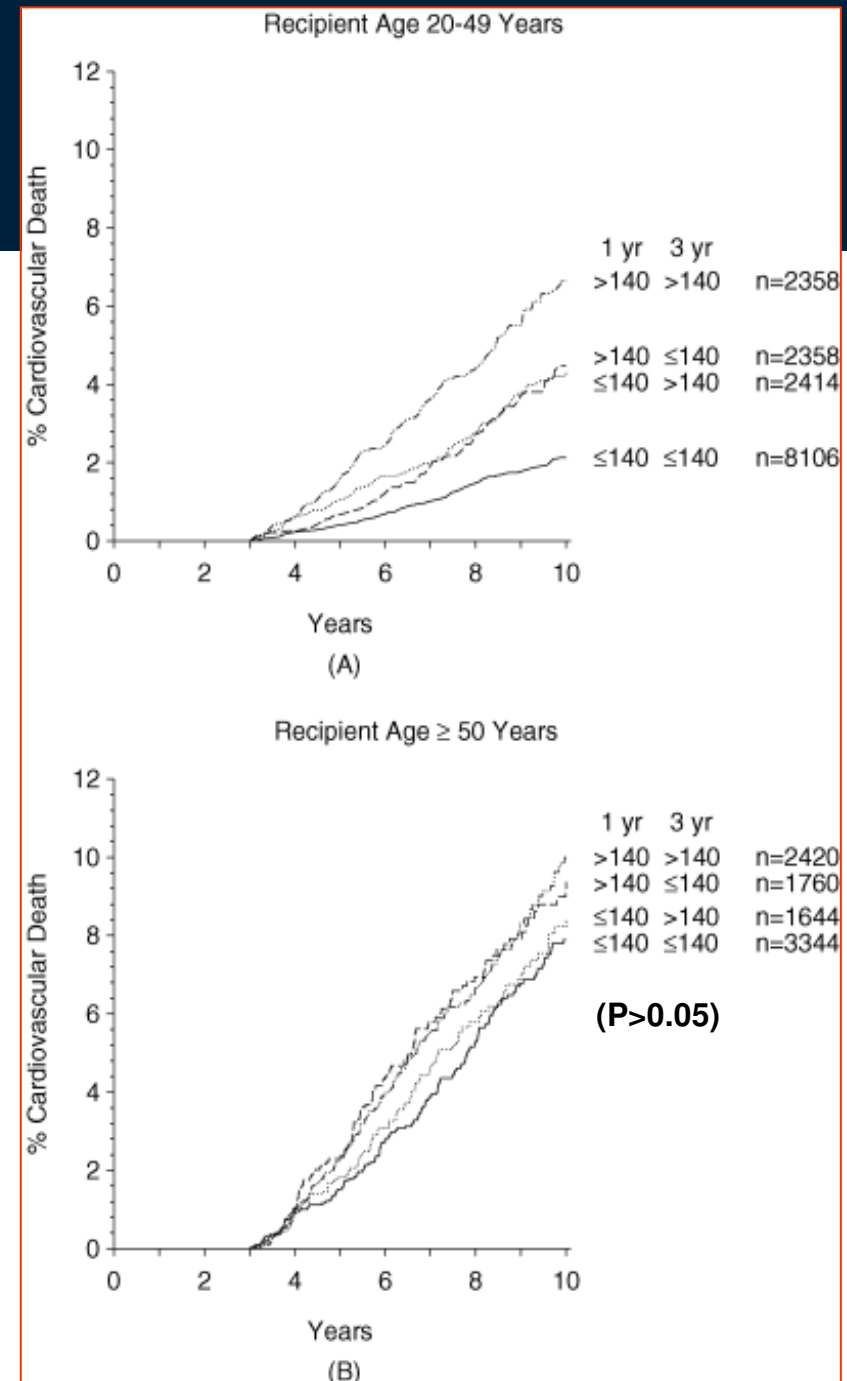 Recipient Age 20-49 Years
12
10
8
6
4
2
0
% Cardiovascular Death
1 yr 3 yr
>140 >140 n=2358
>140 ≤140 n=2358
≤140 >140 n=2414
≤140 ≤140 n=8106
0 2 4 6 8 10
Years
(A)
Recipient Age ≥ 50 Years
12
10
8
6
4
2
0
% Cardiovascular Death
1 yr 3 yr
>140 >140 n=2420
>140 ≤140 n=1760
≤140 >140 n=1644
≤140 ≤140 n=3344
(P>0.05)
0 2 4 6 8 10
Years
(B)